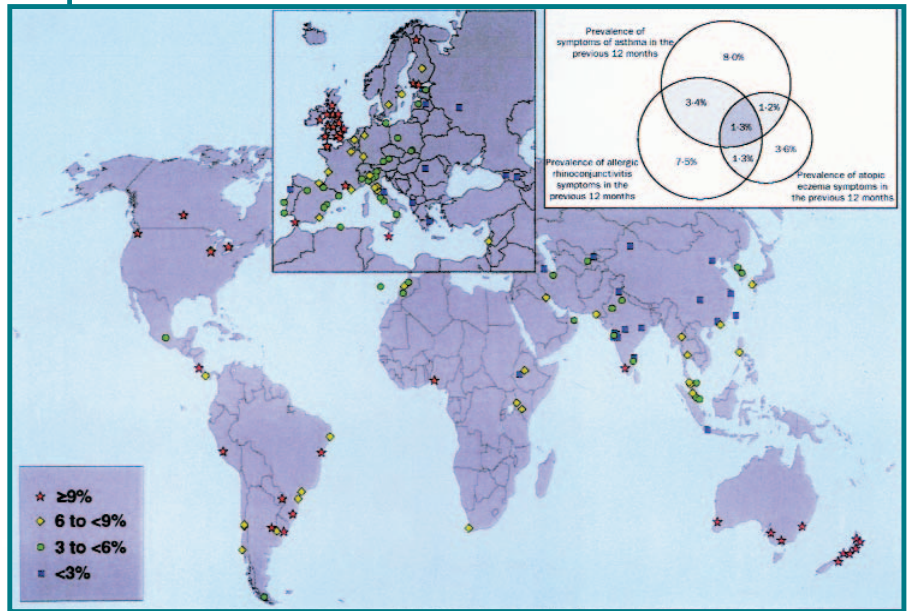 Prevalence of
symptoms of asthma in the
previous 12 months
8·0%
3·4%
1·2%
1·3%
7·5%
1·3%
3·6%
Prevalence of allergic
rhinoconjunctivitis
symptoms in the
previous 12 months
Prevalence of atopic
eczema symptoms in
the previous 12 months
≥9%
6 to <9%
3 to <6%
<3%